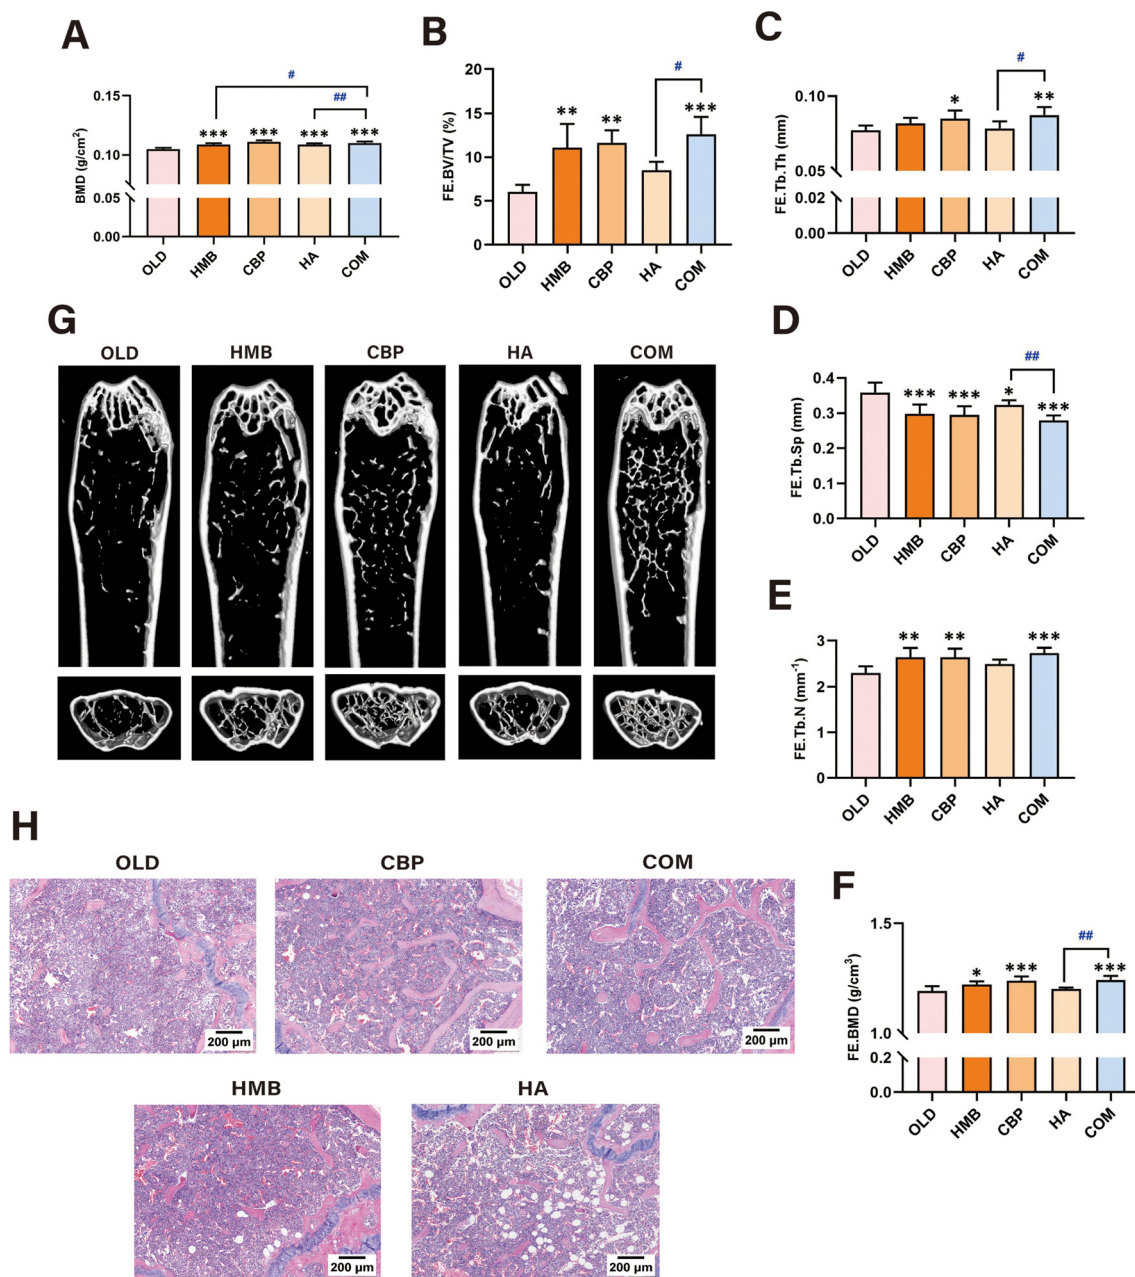 A
BMD (g/cm²)
0.15
0.10
0.05
0.00
#
##
*** *** *** ***
OLD HMB CBP HA COM
B
FE.BV/TV (%)
20
15
10
5
0
#
** ** ***
OLD HMB CBP HA COM
C
FE.Tb.Th (mm)
0.10
0.05
0.02
0.00
#
* **
OLD HMB CBP HA COM
G
OLD HMB CBP HA COM
D
FE.Tb.Sp (mm)
0.4
0.3
0.2
0.1
0.0
##
*** *** * ***
OLD HMB CBP HA COM
E
FE.Tb.N (mm⁻¹)
3
2
1
0
** ** ***
OLD HMB CBP HA COM
H
OLD CBP COM
200 µm 200 µm 200 µm
HMB HA
200 µm 200 µm
F
FE.BMD (g/cm³)
1.5
1.0
0.2
0.0
##
* *** ***
OLD HMB CBP HA COM